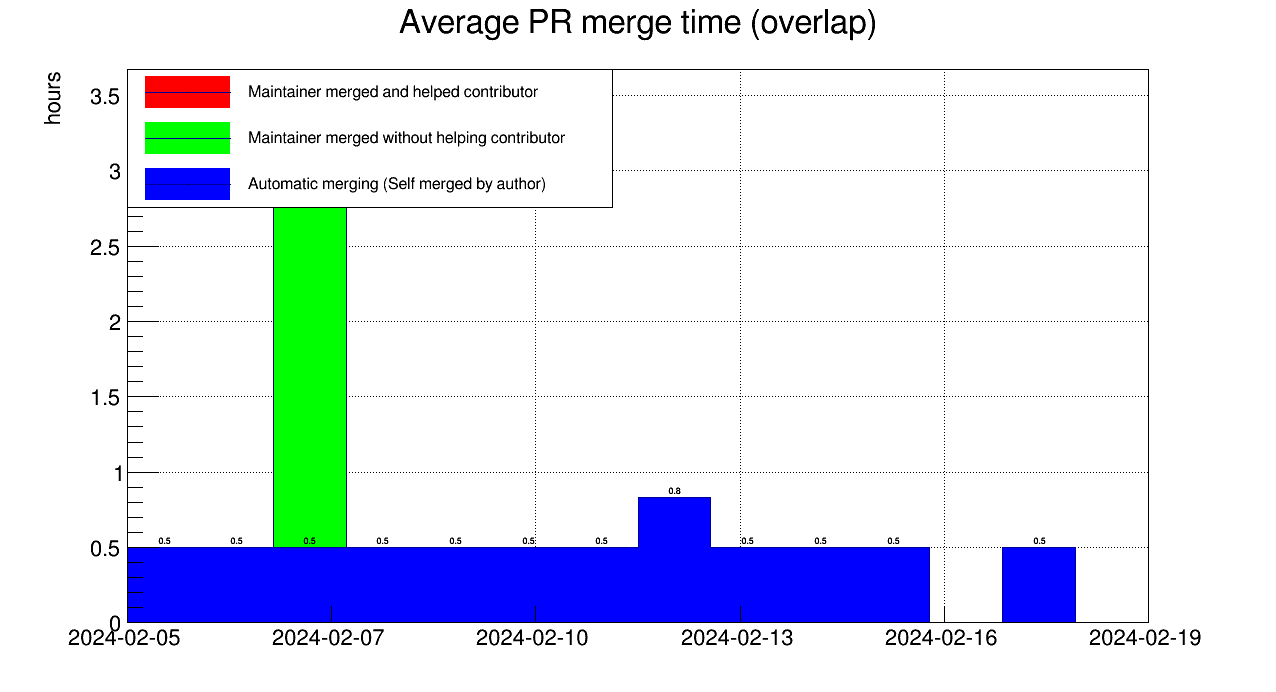 Average PR merge time (overlap)
hours
Maintainer merged and helped contributor
Maintainer merged without helping contributor
Automatic merging (Self merged by author)
3.5
3
2.5
2
1.5
1
0.5
0
0.5 0.5 0.5 0.5 0.5 0.5 0.5 0.8 0.5 0.5 0.5 0.5
2024-02-05 2024-02-07 2024-02-10 2024-02-13 2024-02-16 2024-02-19